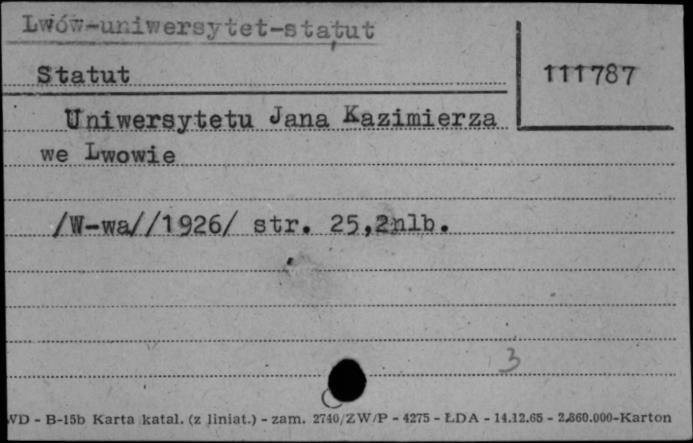 Lwów-uniwersytet-statut
Statut
111787
Uniwersytetu Jana Kazimierza
we Lwowie
/W-wa//1926/ str. 25,2nlb.
3
WD - B-15b Karta katal. (z liniat.) - zam. 2740/ZW/P - 4275 - ŁDA - 14.12.65 - 2.860.000-Karton